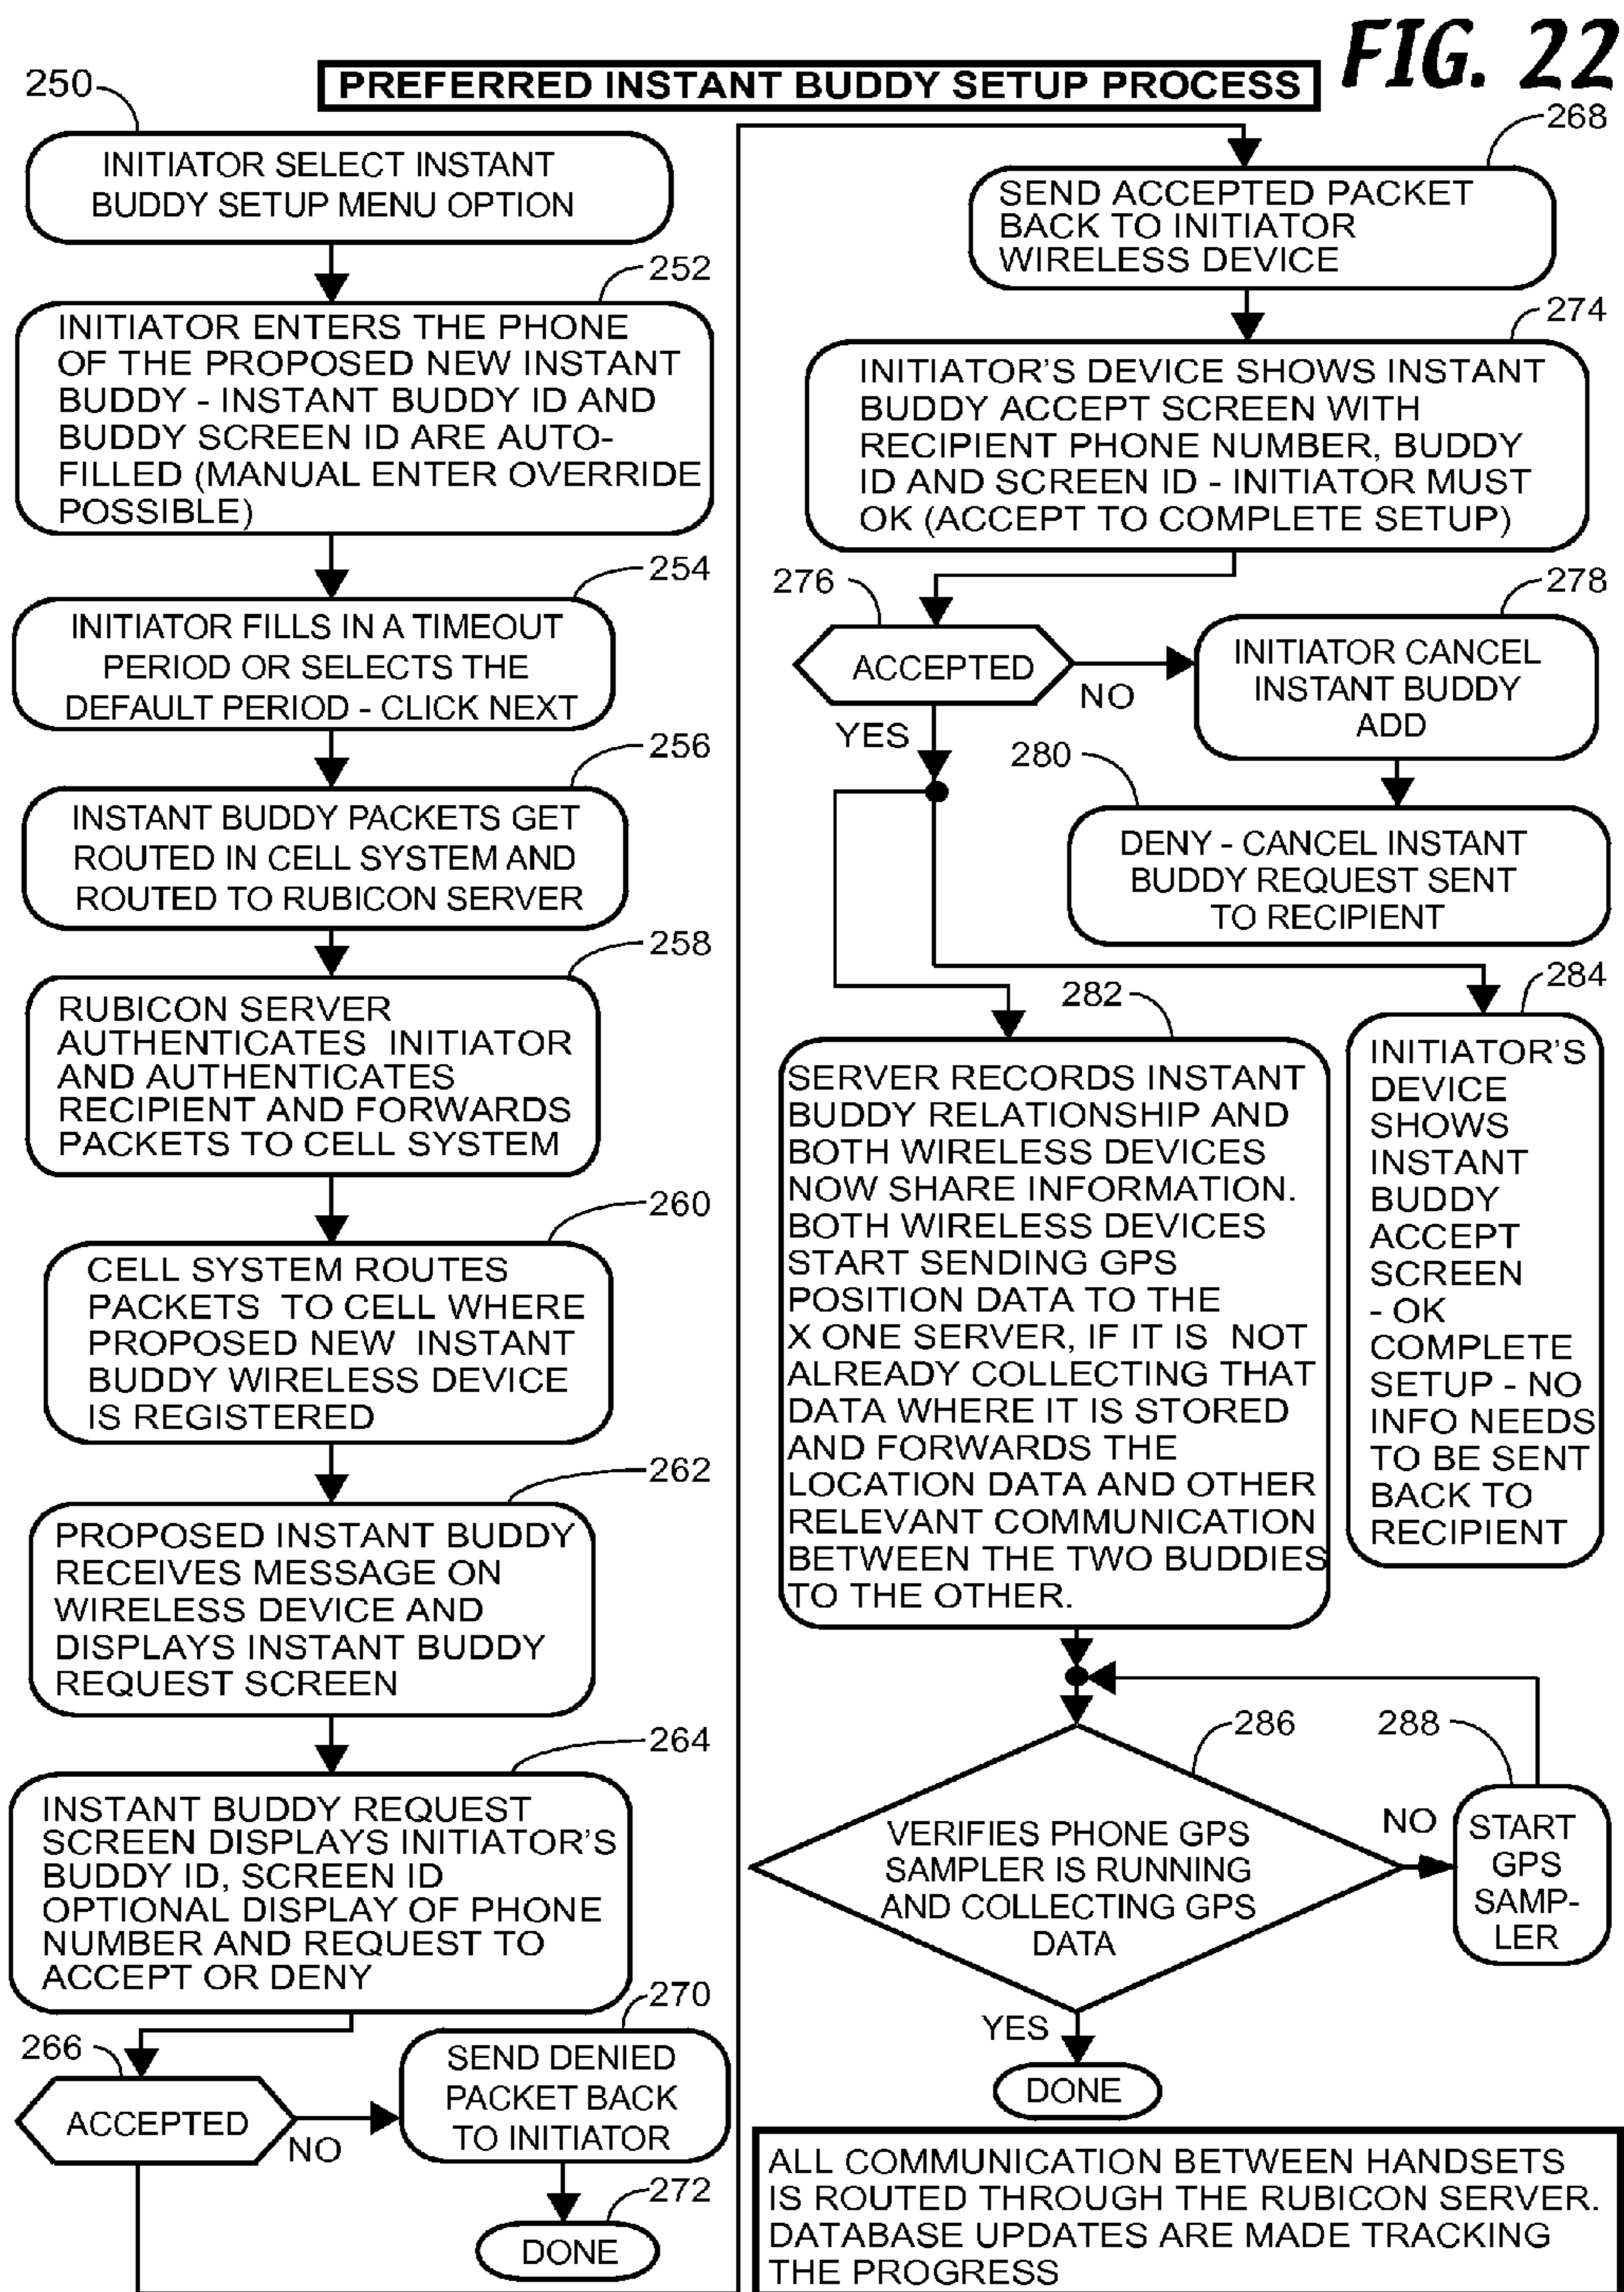 FIG. 22
PREFERRED INSTANT BUDDY SETUP PROCESS
250
INITIATOR SELECT INSTANT
BUDDY SETUP MENU OPTION
252
INITIATOR ENTERS THE PHONE
OF THE PROPOSED NEW INSTANT
BUDDY - INSTANT BUDDY ID AND
BUDDY SCREEN ID ARE AUTO-
FILLED (MANUAL ENTER OVERRIDE
POSSIBLE)
254
INITIATOR FILLS IN A TIMEOUT
PERIOD OR SELECTS THE
DEFAULT PERIOD - CLICK NEXT
256
INSTANT BUDDY PACKETS GET
ROUTED IN CELL SYSTEM AND
ROUTED TO RUBICON SERVER
258
RUBICON SERVER
AUTHENTICATES INITIATOR
AND AUTHENTICATES
RECIPIENT AND FORWARDS
PACKETS TO CELL SYSTEM
260
CELL SYSTEM ROUTES
PACKETS TO CELL WHERE
PROPOSED NEW INSTANT
BUDDY WIRELESS DEVICE
IS REGISTERED
262
PROPOSED INSTANT BUDDY
RECEIVES MESSAGE ON
WIRELESS DEVICE AND
DISPLAYS INSTANT BUDDY
REQUEST SCREEN
264
INSTANT BUDDY REQUEST
SCREEN DISPLAYS INITIATOR'S
BUDDY ID, SCREEN ID
OPTIONAL DISPLAY OF PHONE
NUMBER AND REQUEST TO
ACCEPT OR DENY
266
ACCEPTED
NO
270
SEND DENIED
PACKET BACK
TO INITIATOR
272
DONE
268
SEND ACCEPTED PACKET
BACK TO INITIATOR
WIRELESS DEVICE
274
INITIATOR'S DEVICE SHOWS INSTANT
BUDDY ACCEPT SCREEN WITH
RECIPIENT PHONE NUMBER, BUDDY
ID AND SCREEN ID - INITIATOR MUST
OK (ACCEPT TO COMPLETE SETUP)
276
ACCEPTED
NO
YES
278
INITIATOR CANCEL
INSTANT BUDDY
ADD
280
DENY - CANCEL INSTANT
BUDDY REQUEST SENT
TO RECIPIENT
282
SERVER RECORDS INSTANT
BUDDY RELATIONSHIP AND
BOTH WIRELESS DEVICES
NOW SHARE INFORMATION.
BOTH WIRELESS DEVICES
START SENDING GPS
POSITION DATA TO THE
X ONE SERVER, IF IT IS NOT
ALREADY COLLECTING THAT
DATA WHERE IT IS STORED
AND FORWARDS THE
LOCATION DATA AND OTHER
RELEVANT COMMUNICATION
BETWEEN THE TWO BUDDIES
TO THE OTHER.
284
INITIATOR'S
DEVICE
SHOWS
INSTANT
BUDDY
ACCEPT
SCREEN
- OK
COMPLETE
SETUP - NO
INFO NEEDS
TO BE SENT
BACK TO
RECIPIENT
286
VERIFIES PHONE GPS
SAMPLER IS RUNNING
AND COLLECTING GPS
DATA
NO
288
START
GPS
SAMP-
LER
YES
DONE
ALL COMMUNICATION BETWEEN HANDSETS
IS ROUTED THROUGH THE RUBICON SERVER.
DATABASE UPDATES ARE MADE TRACKING
THE PROGRESS